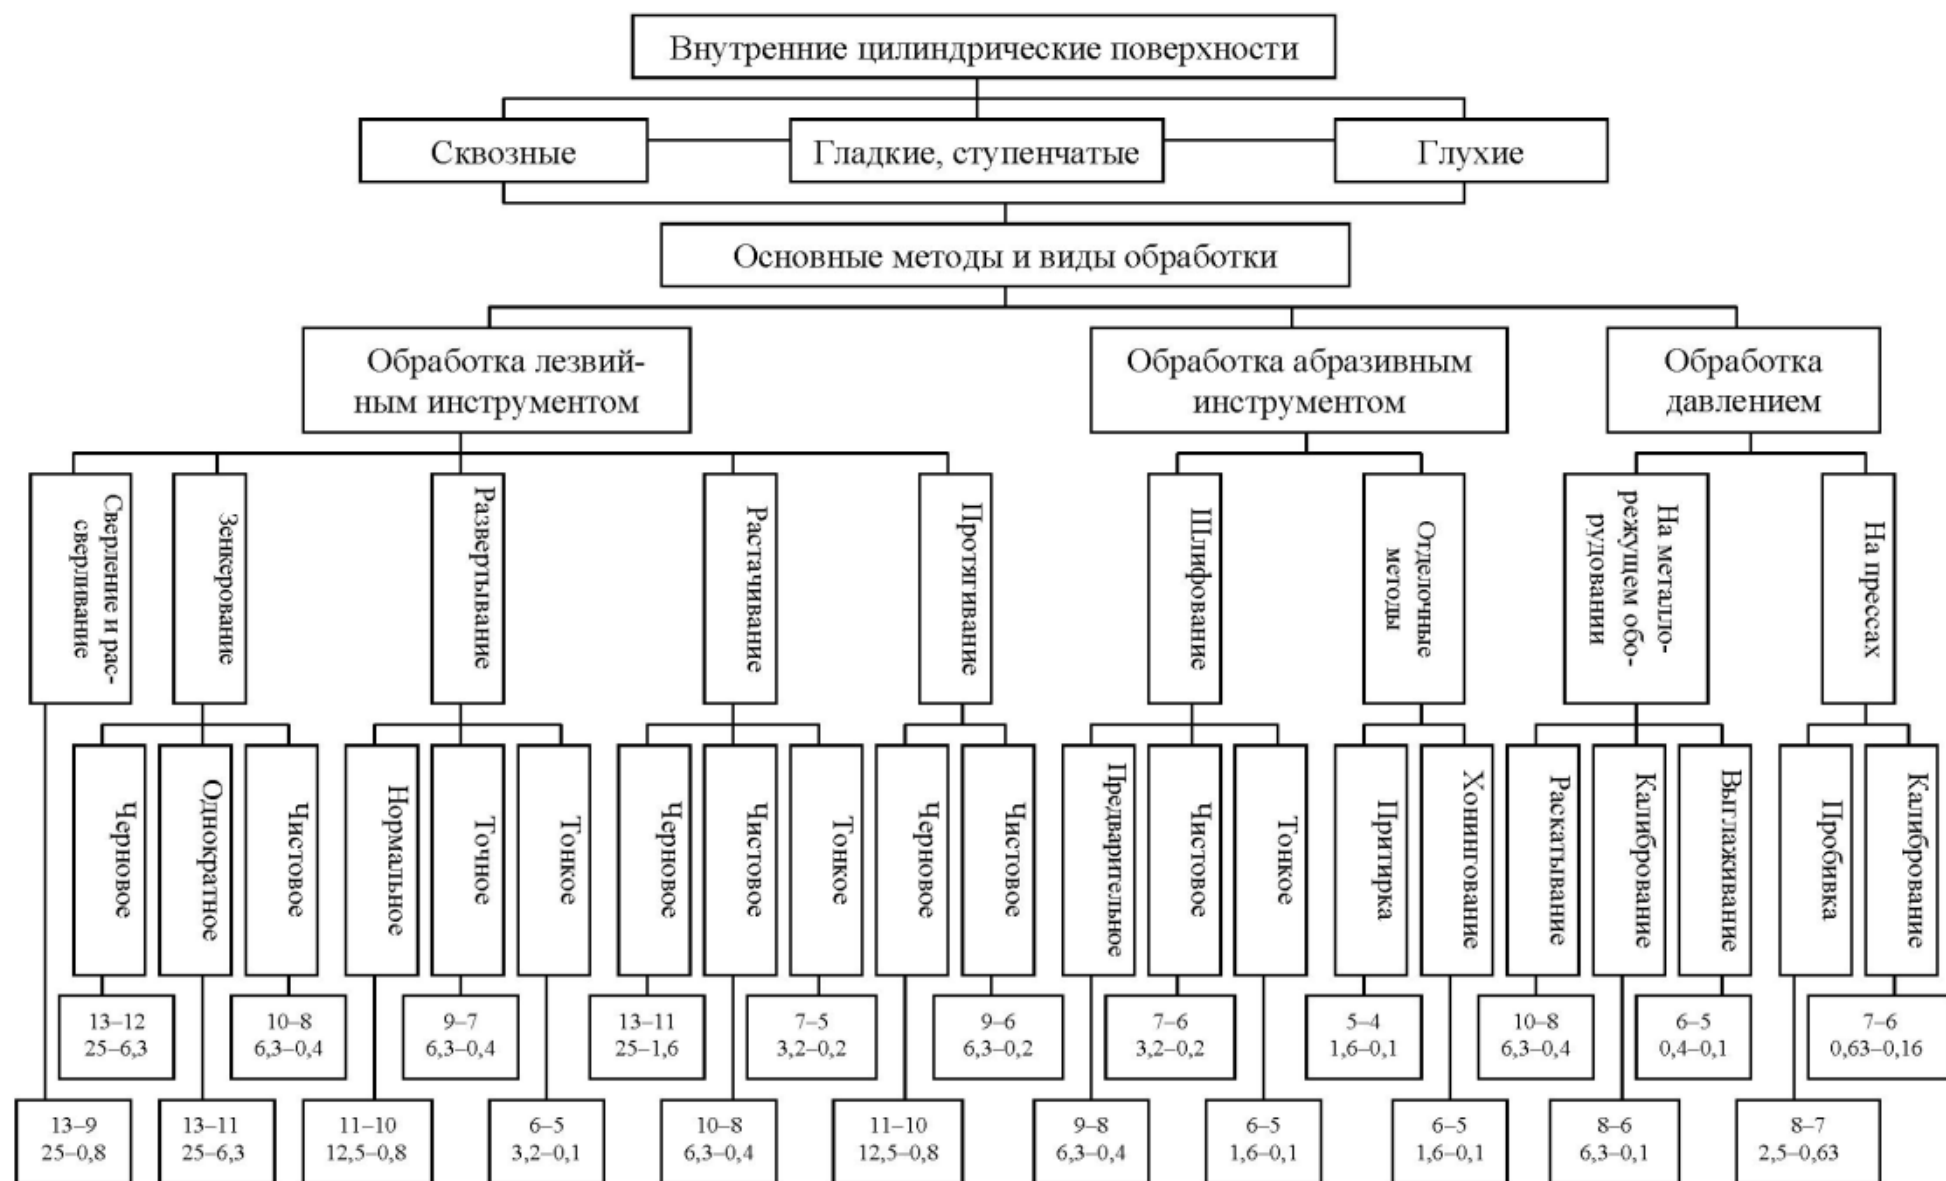 Внутренние цилиндрические поверхности
Сквозные
Гладкие, ступенчатые
Глухие
Основные методы и виды обработки
Обработка лезвий-
ным инструментом
Обработка абразивным
инструментом
Обработка
давлением
Сверление и рас-
сверливание
Зенкерование
Развертывание
Растачивание
Протягивание
Шлифование
Отделочные
методы
На металло-
режущем обо-
рудовании
На прессах
Черновое
Однократное
Чистовое
Нормальное
Точное
Тонкое
Черновое
Чистовое
Тонкое
Черновое
Чистовое
Предварительное
Чистовое
Тонкое
Притирка
Хонингование
Раскатывание
Калибрование
Выглаживание
Пробивка
Калибрование
13–12
25–6,3
10–8
6,3–0,4
9–7
6,3–0,4
13–11
25–1,6
7–5
3,2–0,2
9–6
6,3–0,2
7–6
3,2–0,2
5–4
1,6–0,1
10–8
6,3–0,4
6–5
0,4–0,1
7–6
0,63–0,16
13–9
25–0,8
13–11
25–6,3
11–10
12,5–0,8
6–5
3,2–0,1
10–8
6,3–0,4
11–10
12,5–0,8
9–8
6,3–0,4
6–5
1,6–0,1
6–5
1,6–0,1
8–6
6,3–0,1
8–7
2,5–0,63